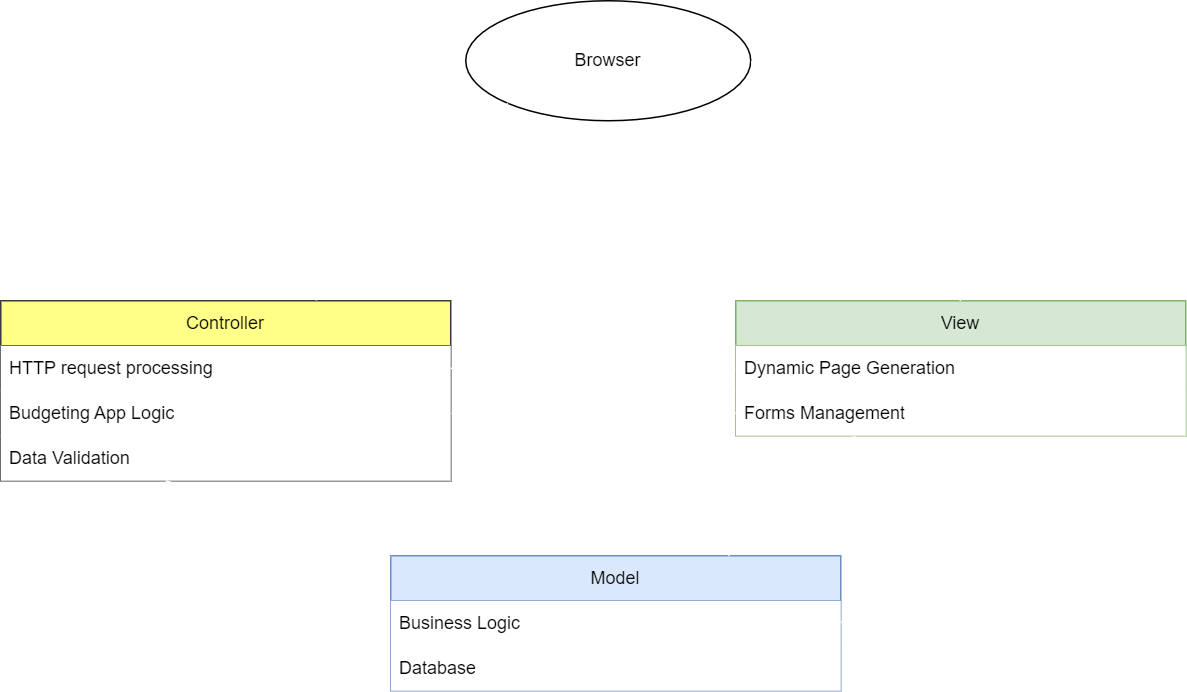 Browser
Controller
HTTP request processing
Budgeting App Logic
Data Validation
View
Dynamic Page Generation
Forms Management
Model
Business Logic
Database